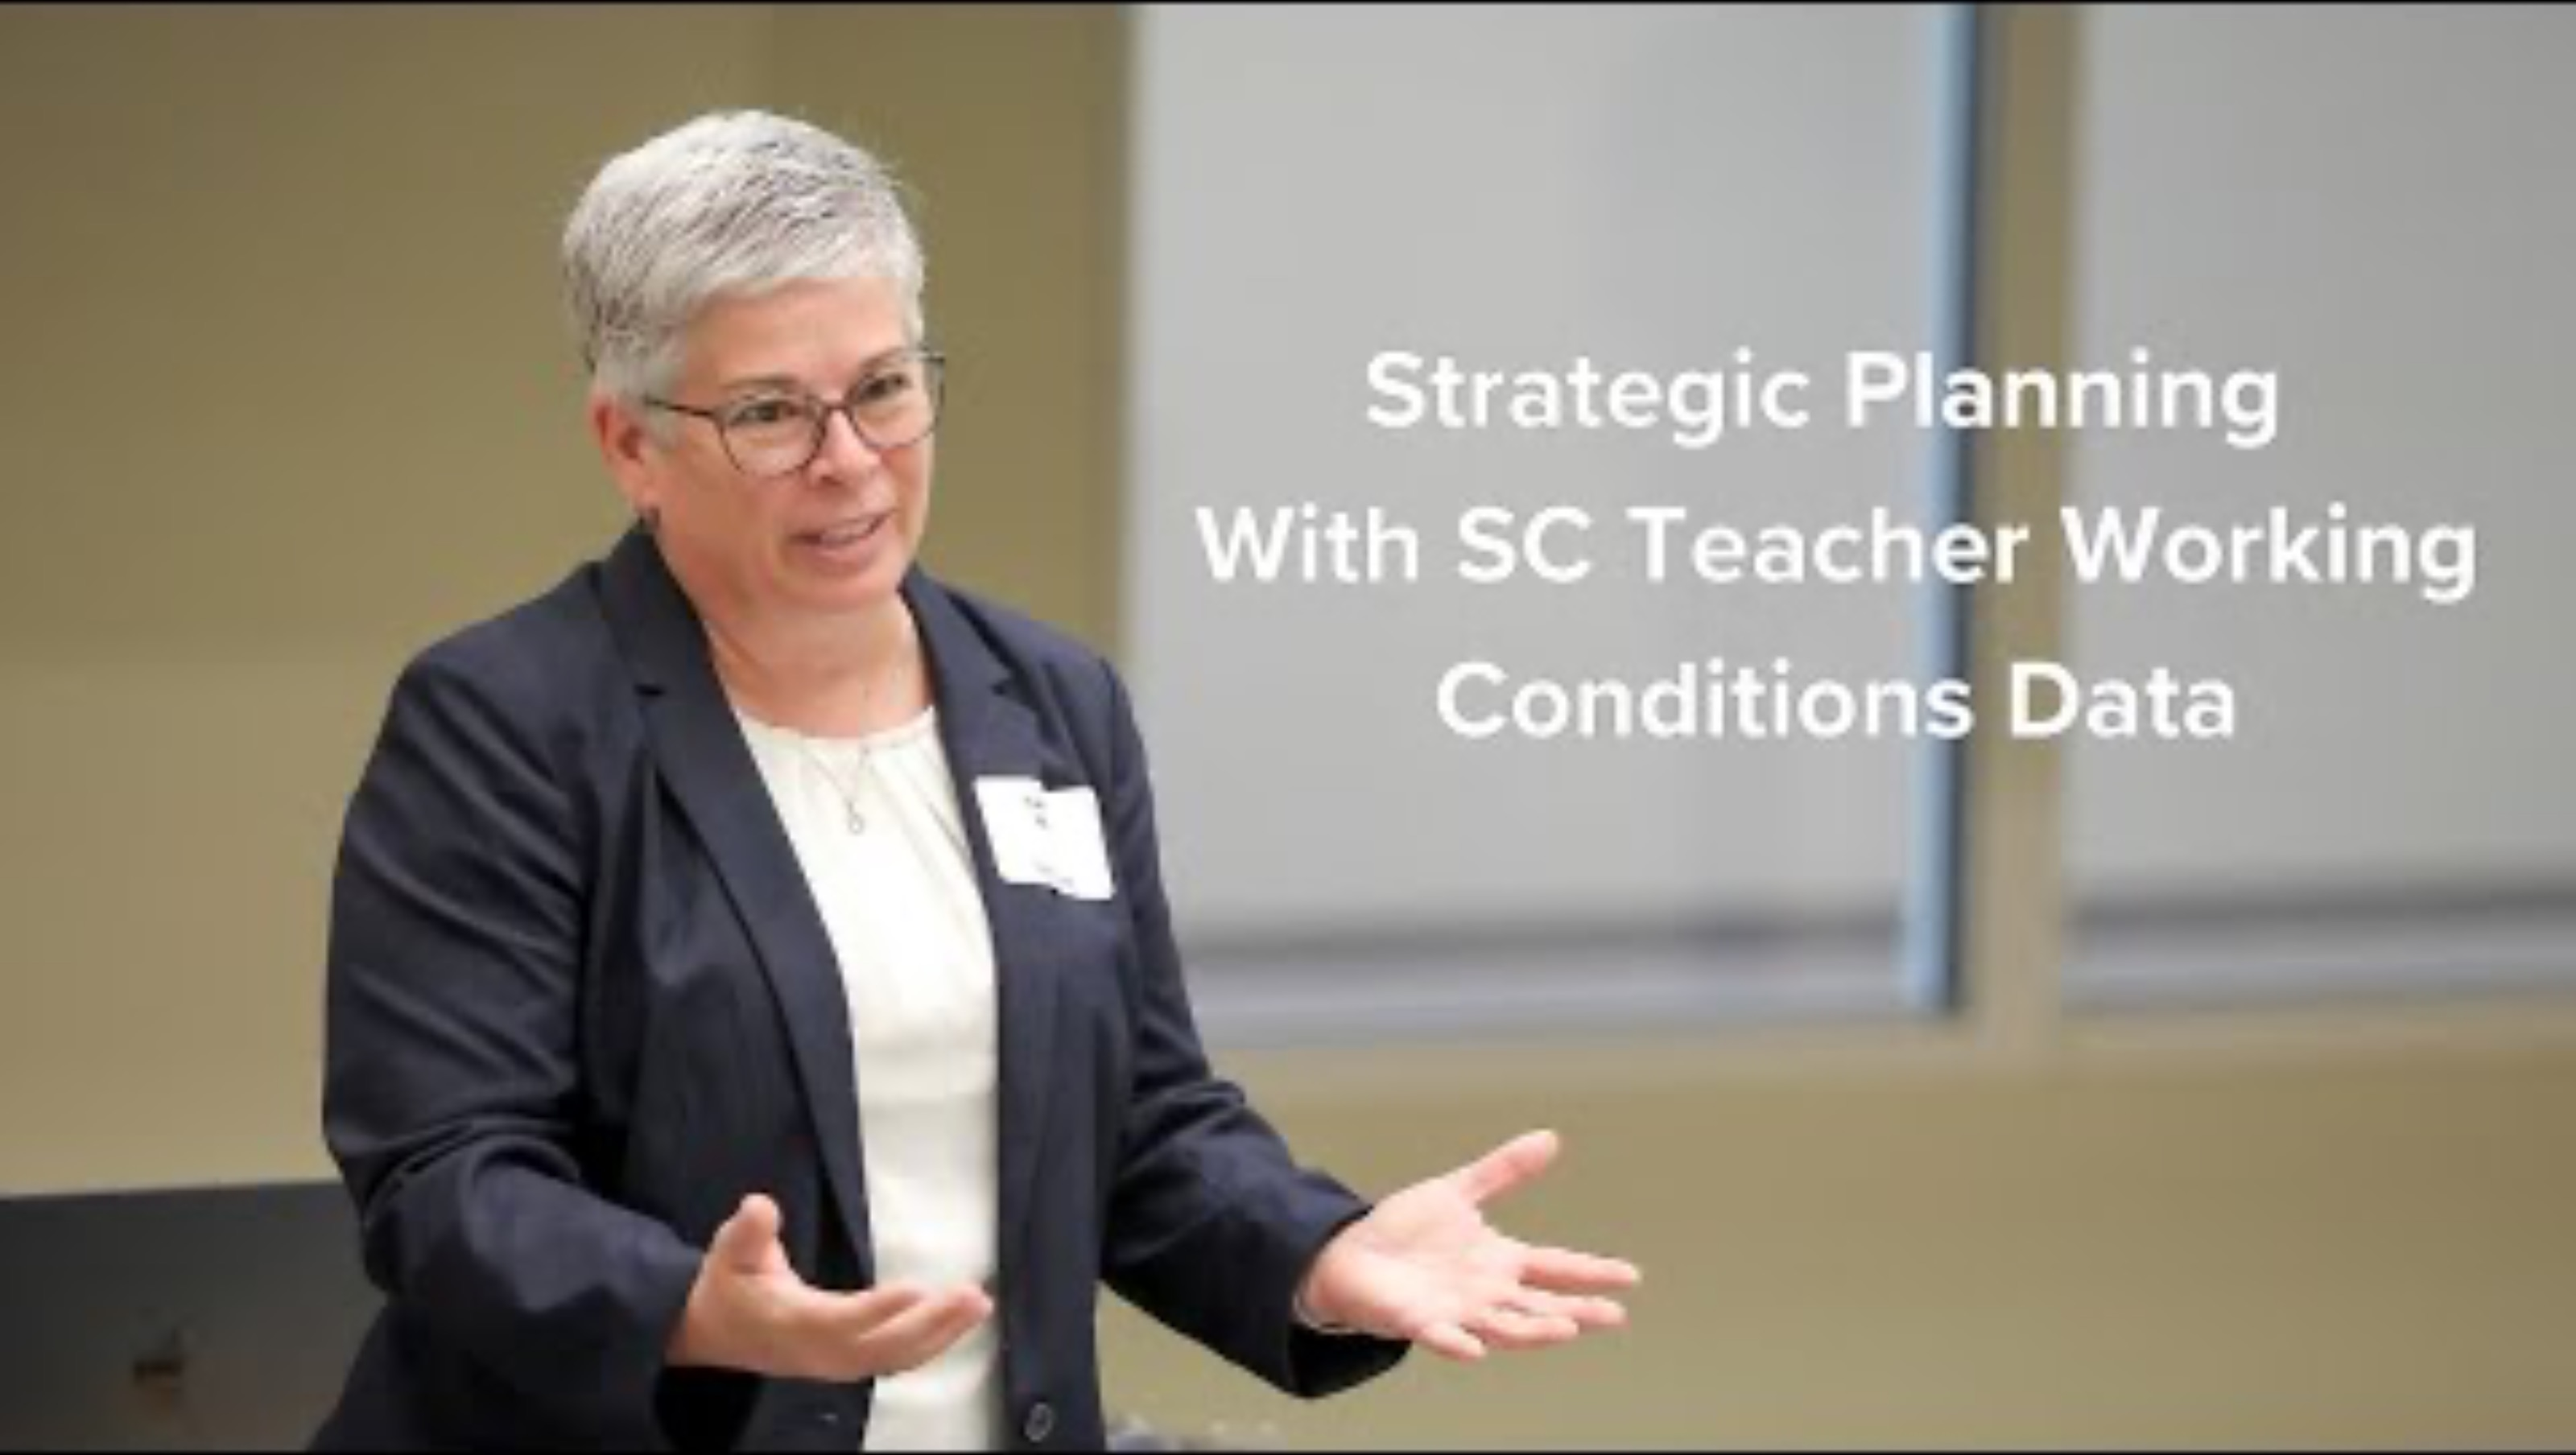 Strategic Planning
With SC Teacher Working
Conditions Data